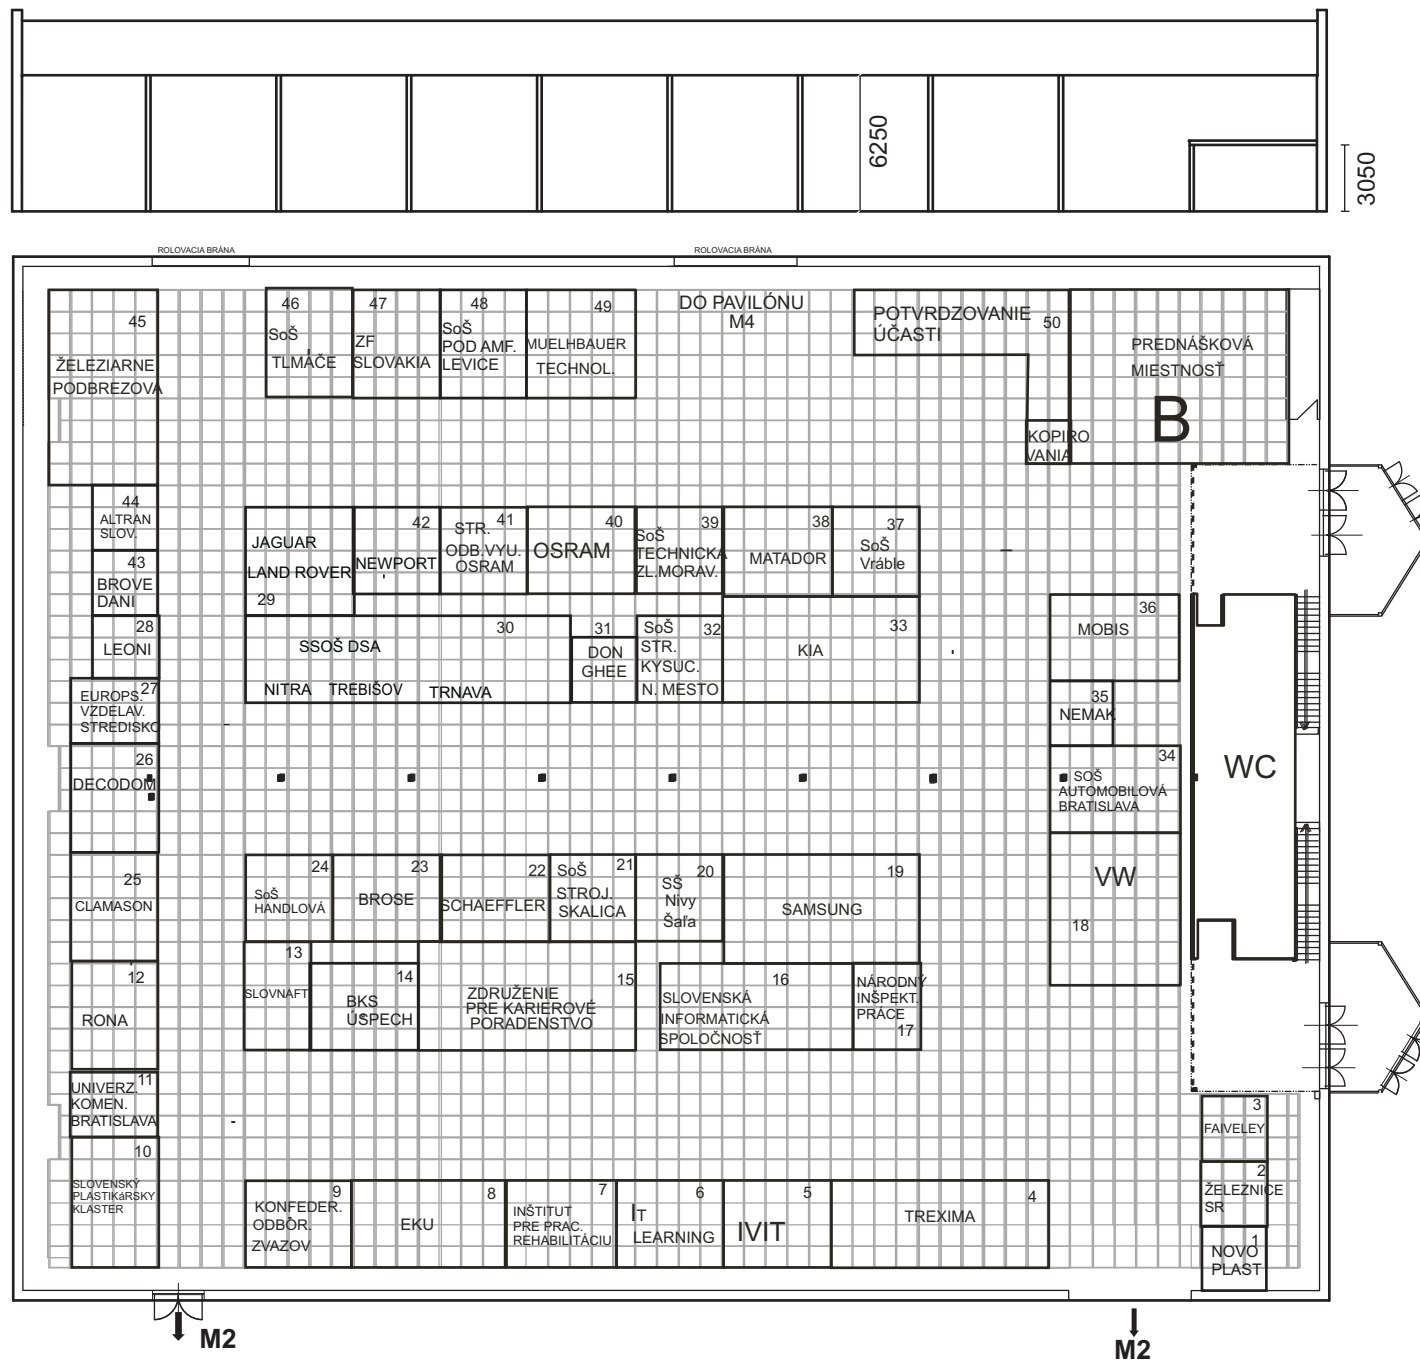 6250
3050
ROLOVACIA BRÁNA
ROLOVACIA BRÁNA
45
ŽELEZIARNE
PODBREZOVÁ
46
SoŠ
TLMAČE
47
ZF
SLOVAKIA
48
SoŠ
POD AMF.
LEVICE
49
MUELHBAUER
TECHNOL.
DO PAVILÓNU
M4
POTVRDZOVANIE
ÚČASTI
50
PREDNÁŠKOVÁ
MIESTNOSŤ
B
KOPIRO
VANIA
44
ALTRAN
SLOV.
43
BROVE
DANI
28
LEONI
27
EUROPS.
VZDELAV.
STREDISKO
26
DECODOM
25
CLAMASON
12
RONA
11
UNIVERZ.
KOMEN.
BRATISLAVA
10
SLOVENSKÝ
PLASTIKáRSKY
KLASTER
JAGUAR
LAND ROVER
29
42
NEWPORT
41
STR.
ODB.VYU.
OSRAM
40
OSRAM
39
SoŠ
TECHNICKÁ
ZL.MORAV.
38
MATADOR
37
SoŠ
Vráble
30
SSOŠ DSA
NITRA TREBIŠOV TRNAVA
31
DON
GHEE
32
SoŠ
STR.
KYSUC.
N. MESTO
33
KIA
36
MOBIS
35
NEMAK
34
SOŠ
AUTOMOBILOVÁ
BRATISLAVA
VW
18
WC
24
SoŠ
HANDLOVÁ
23
BROSE
22
SCHAEFFLER
21
SoŠ
STROJ.
SKALICA
20
SŠ
Nivy
Šaľa
19
SAMSUNG
13
SLOVNAFT
14
BKS
ÚSPECH
15
ZDRUŽENIE
PRE KARIEROVÉ
PORADENSTVO
16
SLOVENSKÁ
INFORMATICKÁ
SPOLOČNOSŤ
NÁRODNÝ
INŠPEKT.
PRÁCE
17
3
FAIVELEY
2
ŽELEZNICE
SR
1
NOVO
PLAST
9
KONFEDER.
ODBOR.
ZVAZOV
8
EKU
7
INŠTITUT
PRE PRAC.
REHABILITÁCIU
6
IT
LEARNING
5
IVIT
4
TREXIMA
M2
M2